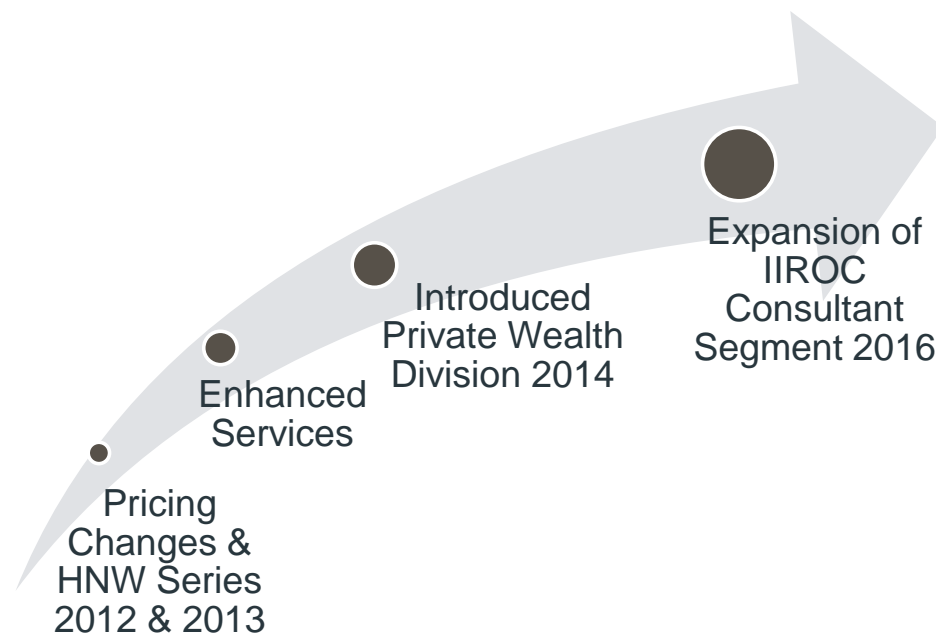 Pricing
Changes &
HNW Series
2012 & 2013
Enhanced
Services
Introduced
Private Wealth
Division 2014
Expansion of
IIROC
Consultant
Segment 2016